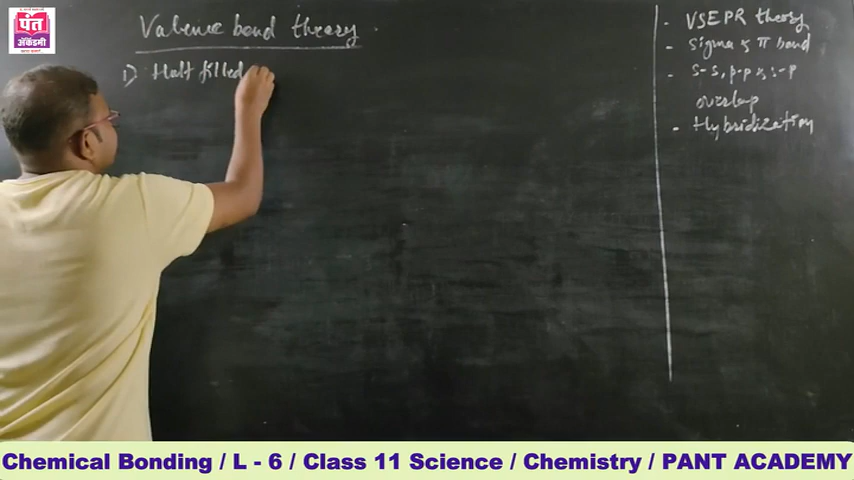 पंत
अॅकॅडमी
Valence bond theory
1) Half filled
- VSEPR theory
- Sigma & π bond
- s-s, p-p & s-p
overlap
- Hybridization
Chemical Bonding / L - 6 / Class 11 Science / Chemistry / PANT ACADEMY